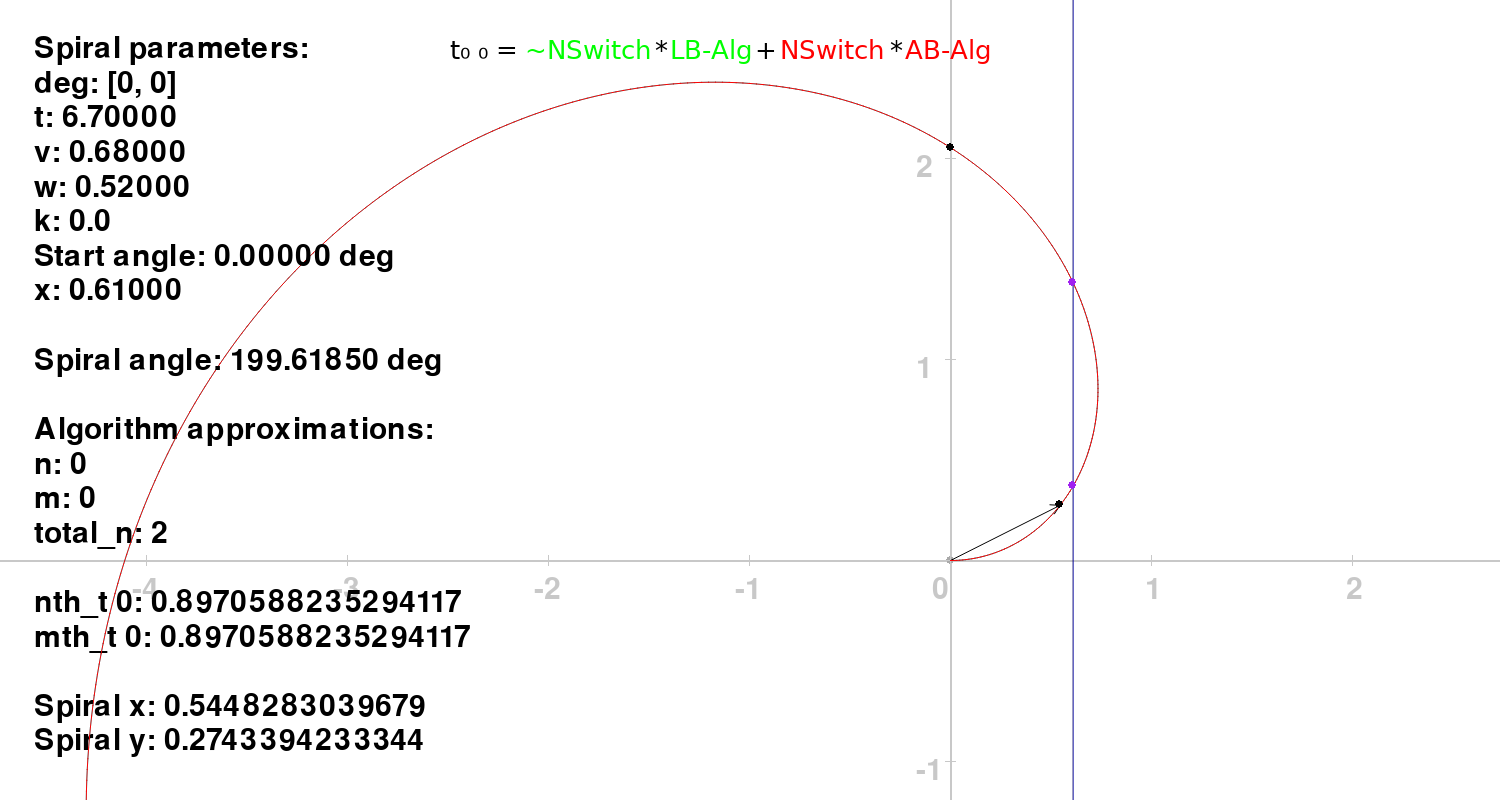 Spiral parameters:
t₀ ₀ = ~NSwitch*LB-Alg+NSwitch*AB-Alg
deg: [0, 0]
t: 6.70000
v: 0.68000
w: 0.52000
k: 0.0
Start angle: 0.00000 deg
x: 0.61000
Spiral angle: 199.61850 deg
Algorithm approximations:
n: 0
m: 0
total_n: 2
nth_t 0: 0.8970588235294117
mth_t 0: 0.8970588235294117
Spiral x: 0.5448283039679
Spiral y: 0.2743394233344
2
1
-4 -3 -2 -1 0 1 2
-1